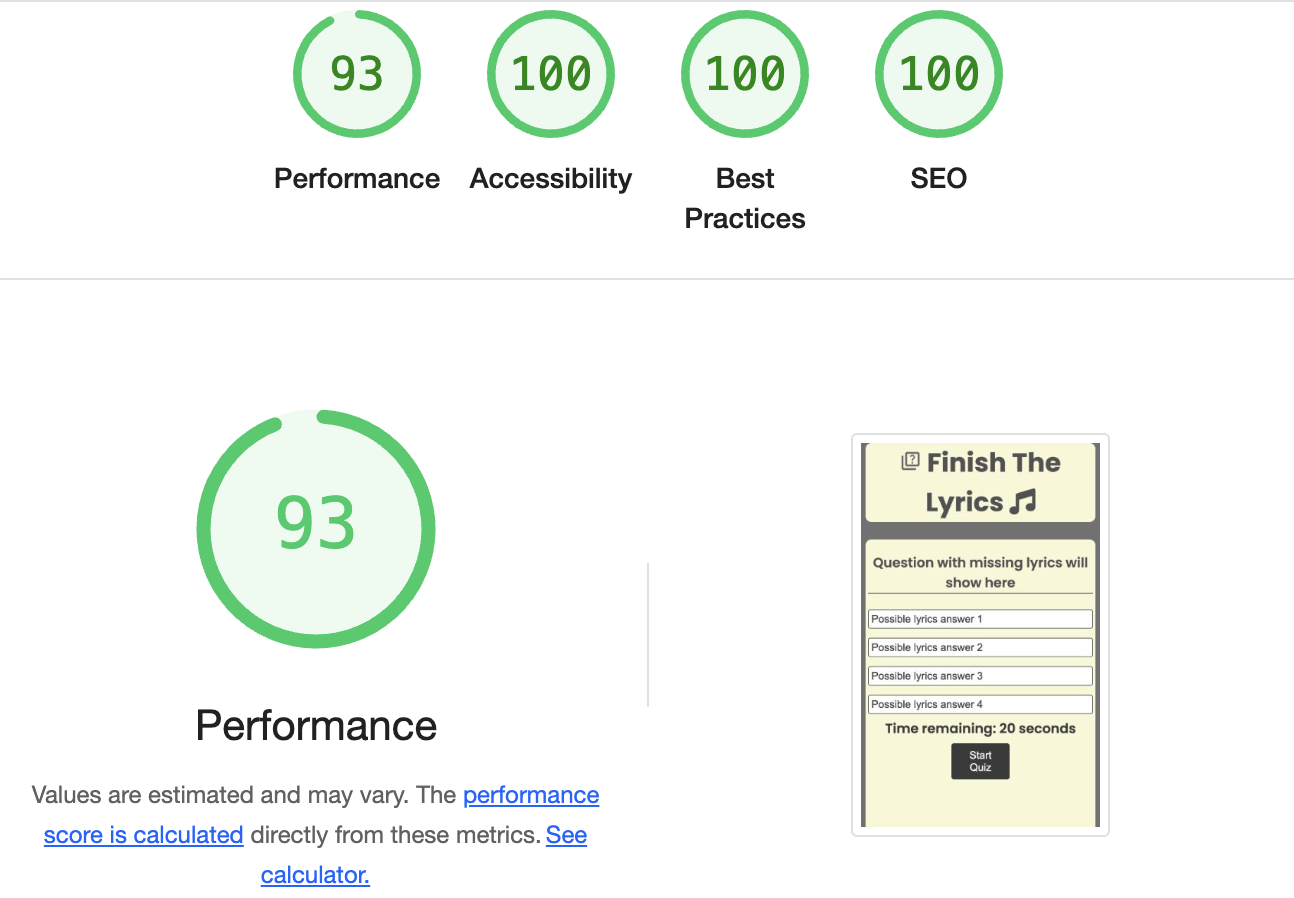 93
100
100
100
Performance
Accessibility
Best
Practices
SEO
93
Performance
Values are estimated and may vary. The performance
score is calculated directly from these metrics. See
calculator.
Finish The
Lyrics
Question with missing lyrics will
show here
Possible lyrics answer 1
Possible lyrics answer 2
Possible lyrics answer 3
Possible lyrics answer 4
Time remaining: 20 seconds
Start
Quiz